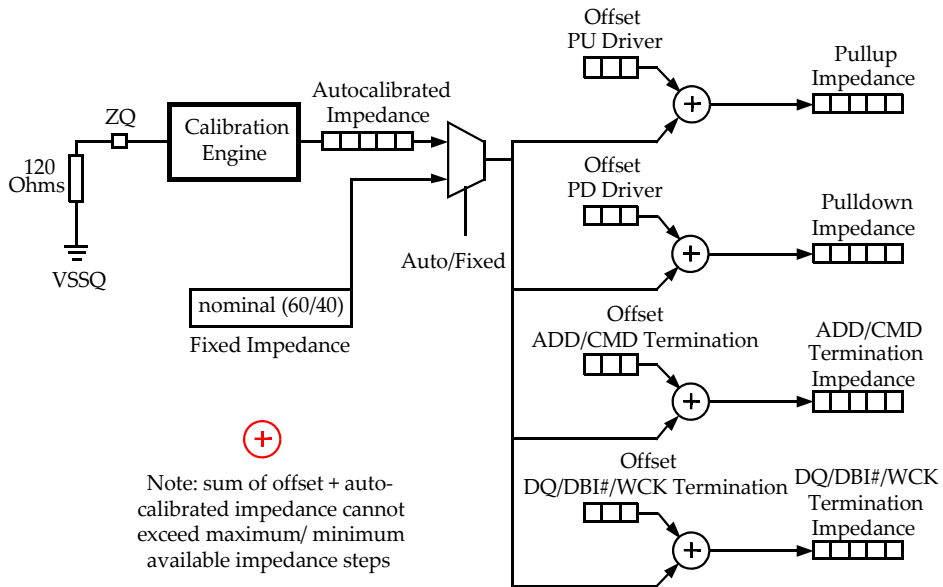 Offset
PU Driver
Pullup
Impedance
Autocalibrated
Impedance
ZQ
Calibration
Engine
120
Ohms
VSSQ
Offset
PD Driver
Pulldown
Impedance
Auto/Fixed
nominal (60/40)
Fixed Impedance
Offset
ADD/CMD Termination
ADD/CMD
Termination
Impedance
Note: sum of offset + auto-
calibrated impedance cannot
exceed maximum/ minimum
available impedance steps
Offset
DQ/DBI#/WCK Termination
DQ/DBI#/WCK
Termination
Impedance